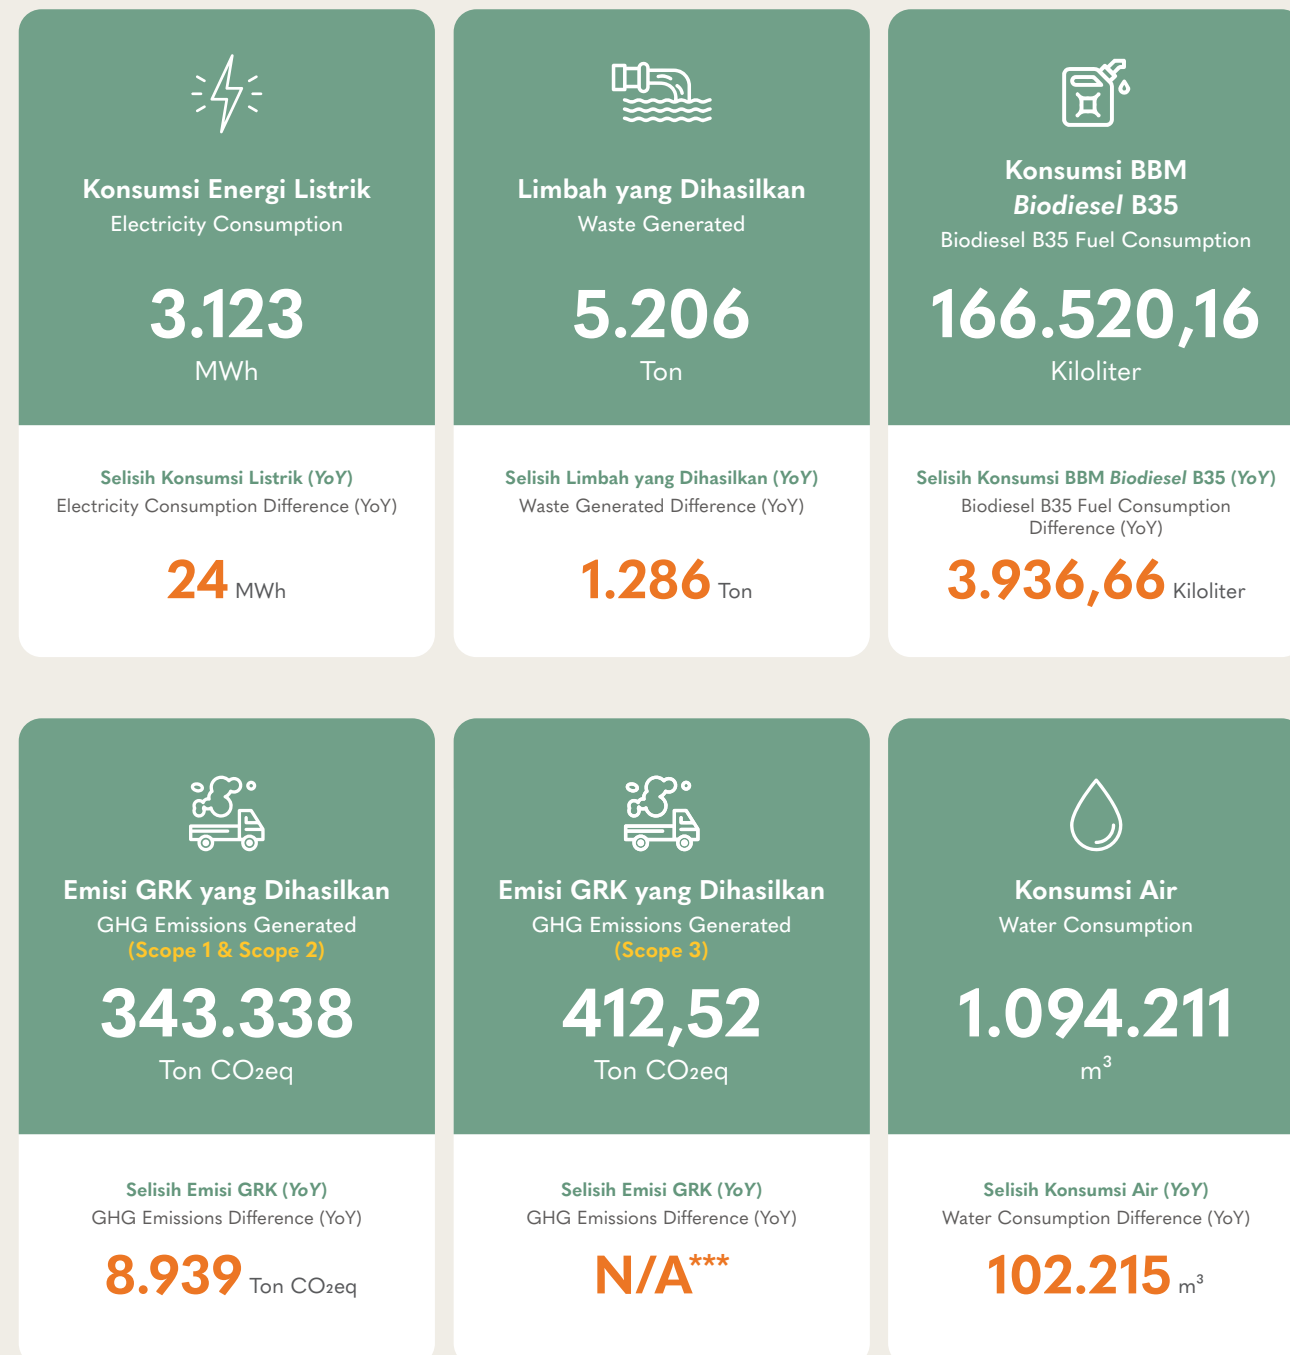 Konsumsi Energi Listrik
Electricity Consumption
3.123
MWh
Selisih Konsumsi Listrik (YoY)
Electricity Consumption Difference (YoY)
24 MWh
Limbah yang Dihasilkan
Waste Generated
5.206
Ton
Selisih Limbah yang Dihasilkan (YoY)
Waste Generated Difference (YoY)
1.286 Ton
Konsumsi BBM
Biodiesel B35
Biodiesel B35 Fuel Consumption
166.520,16
Kiloliter
Selisih Konsumsi BBM Biodiesel B35 (YoY)
Biodiesel B35 Fuel Consumption
Difference (YoY)
3.936,66 Kiloliter
Emisi GRK yang Dihasilkan
GHG Emissions Generated
(Scope 1 & Scope 2)
343.338
Ton CO₂eq
Selisih Emisi GRK (YoY)
GHG Emissions Difference (YoY)
8.939 Ton CO₂eq
Emisi GRK yang Dihasilkan
GHG Emissions Generated
(Scope 3)
412,52
Ton CO₂eq
Selisih Emisi GRK (YoY)
GHG Emissions Difference (YoY)
N/A***
Konsumsi Air
Water Consumption
1.094.211
m³
Selisih Konsumsi Air (YoY)
Water Consumption Difference (YoY)
102.215 m³